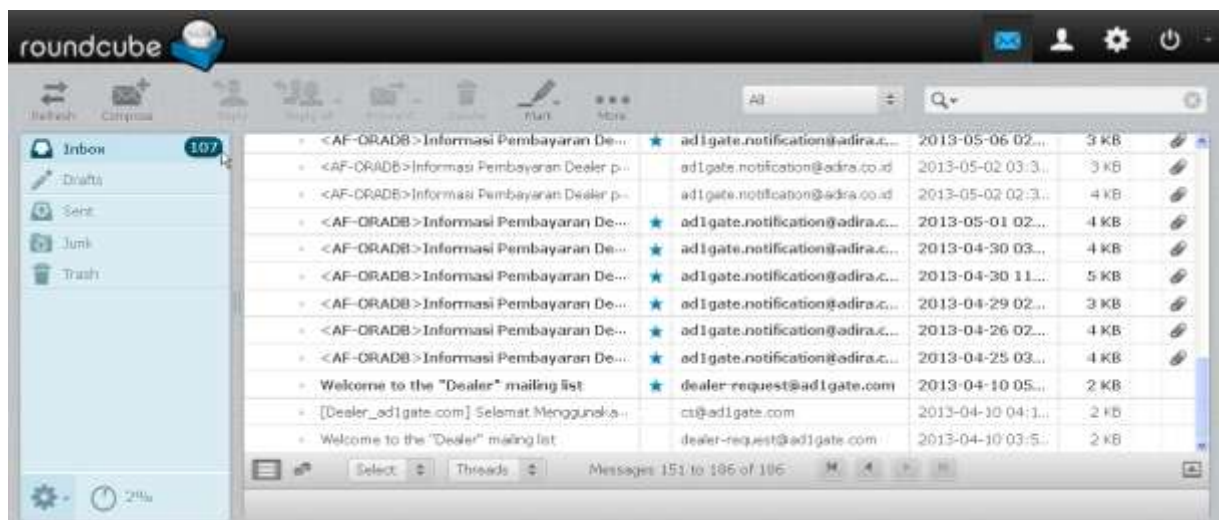 roundcube
Refresh Compose Reply Reply all Forward Delete Mark More All
Inbox 107
Drafts
Sent
Junk
Trash
<AF-ORADB>Informasi Pembayaran De... ad1gate.notification@adira.c... 2013-05-06 02... 3 KB
<AF-ORADB>Informasi Pembayaran Dealer p... ad1gate.notification@adira.co.id 2013-05-02 03:3... 3 KB
<AF-ORADB>Informasi Pembayaran Dealer p... ad1gate.notification@adira.co.id 2013-05-02 02:3... 4 KB
<AF-ORADB>Informasi Pembayaran De... ad1gate.notification@adira.c... 2013-05-01 02... 4 KB
<AF-ORADB>Informasi Pembayaran De... ad1gate.notification@adira.c... 2013-04-30 03... 4 KB
<AF-ORADB>Informasi Pembayaran De... ad1gate.notification@adira.c... 2013-04-30 11... 5 KB
<AF-ORADB>Informasi Pembayaran De... ad1gate.notification@adira.c... 2013-04-29 02... 3 KB
<AF-ORADB>Informasi Pembayaran De... ad1gate.notification@adira.c... 2013-04-26 02... 4 KB
<AF-ORADB>Informasi Pembayaran De... ad1gate.notification@adira.c... 2013-04-25 03... 4 KB
Welcome to the "Dealer" mailing list dealer-request@ad1gate.com 2013-04-10 05... 2 KB
[Dealer_ad1gate.com] Selamat Menggunaka... cs@ad1gate.com 2013-04-10 04:1... 2 KB
Welcome to the "Dealer" mailing list dealer-request@ad1gate.com 2013-04-10 03:5... 2 KB
Select Threads Messages 151 to 186 of 186
2%